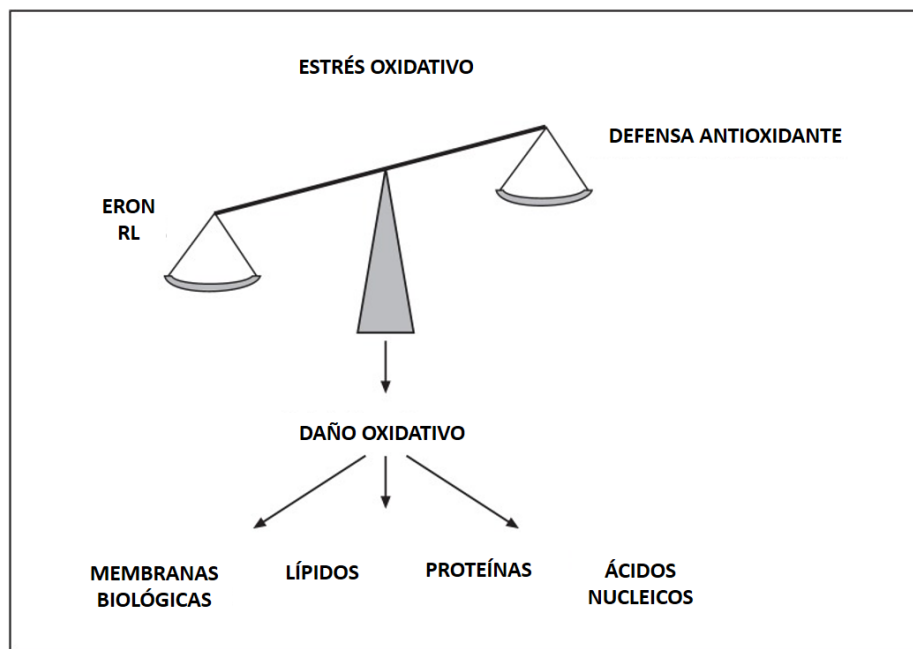 ESTRÉS OXIDATIVO
DEFENSA ANTIOXIDANTE
ERON
RL
DAÑO OXIDATIVO
MEMBRANAS
BIOLÓGICAS
LÍPIDOS
PROTEÍNAS
ÁCIDOS
NUCLEICOS